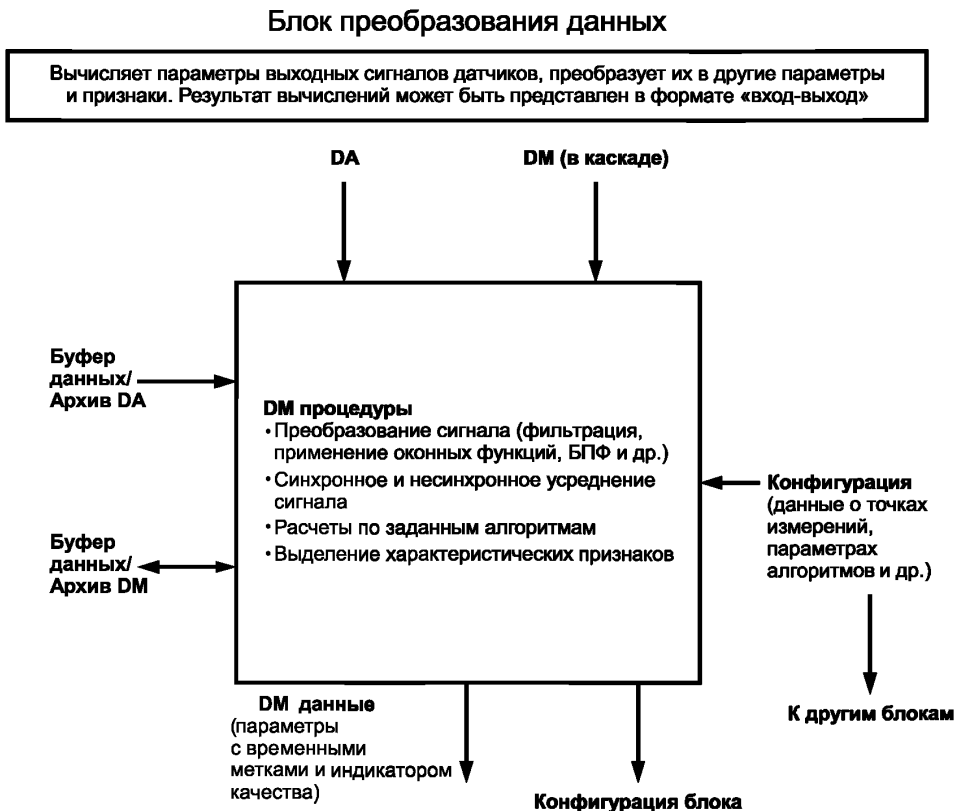 Блок преобразования данных
Вычисляет параметры выходных сигналов датчиков, преобразует их в другие параметры
и признаки. Результат вычислений может быть представлен в формате «вход-выход»
DA
DM (в каскаде)
Буфер
данных/
Архив DA
DM процедуры
• Преобразование сигнала (фильтрация,
применение оконных функций, БПФ и др.)
• Синхронное и несинхронное усреднение
сигнала
• Расчеты по заданным алгоритмам
• Выделение характеристических признаков
Конфигурация
(данные о точках
измерений,
параметрах
алгоритмов и др.)
Буфер
данных/
Архив DM
К другим блокам
DM данные
(параметры
с временными
метками и индикатором
качества)
Конфигурация блока